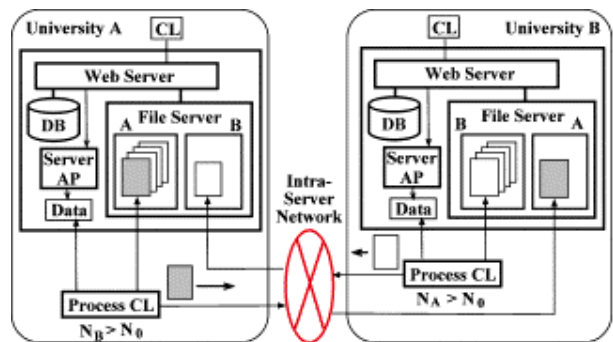 University A
CL
Web Server
DB
File Server
A
B
Server
AP
Data
Process CL
N_B > N_0
Intra-
Server
Network
CL
University B
Web Server
DB
File Server
B
A
Server
AP
Data
Process CL
N_A > N_0